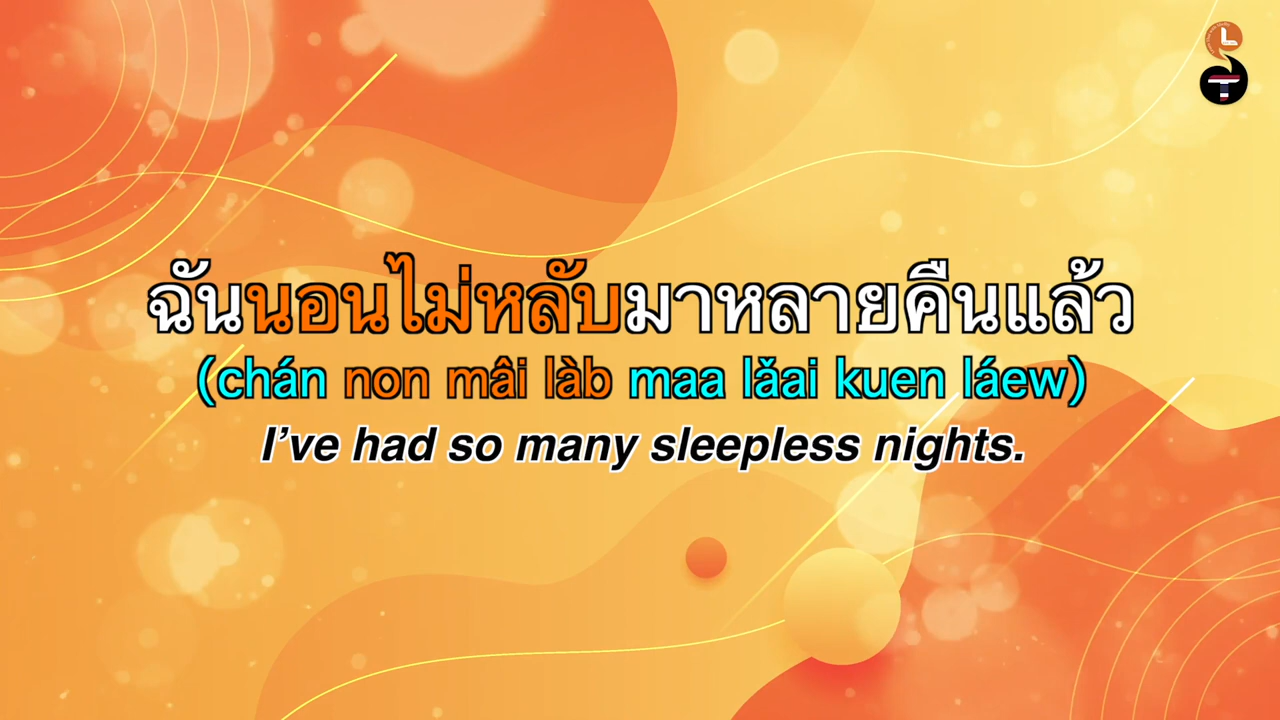 ฉันนอนไม่หลับมาหลายคืนแล้ว
(chán non mâi làb maa lǎai kuen láew)
I’ve had so many sleepless nights.